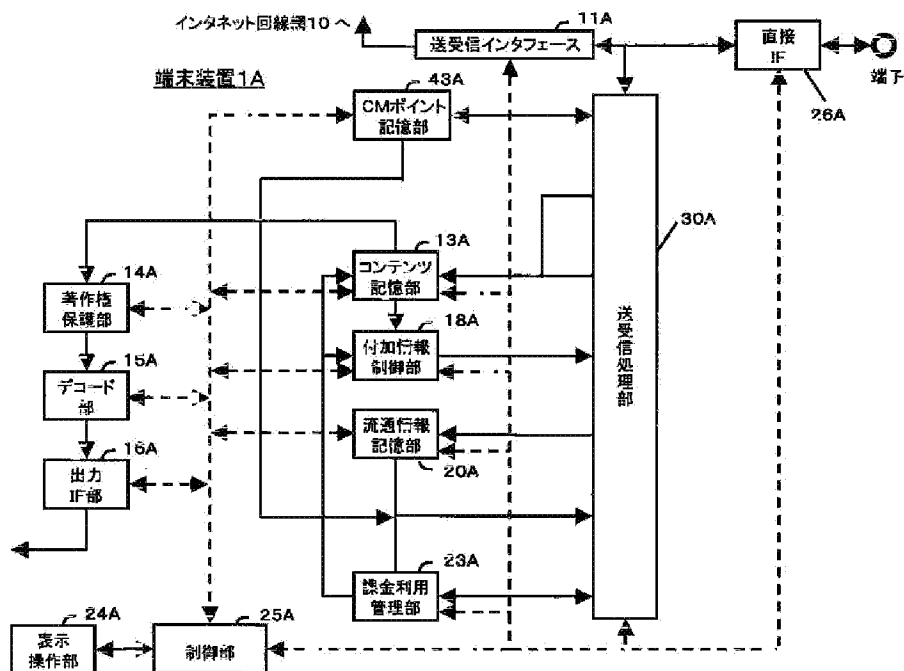 インタネット回線網10へ
11A
送受信インタフェース
直接
IF
端子
26A
端末装置1A
43A
CMポイント
記憶部
30A
送受信処理部
13A
コンテンツ
記憶部
14A
著作権
保護部
18A
付加情報
制御部
15A
デコード
部
流通情報
記憶部
20A
16A
出力
IF部
23A
課金利用
管理部
24A
表示
操作部
25A
制御部